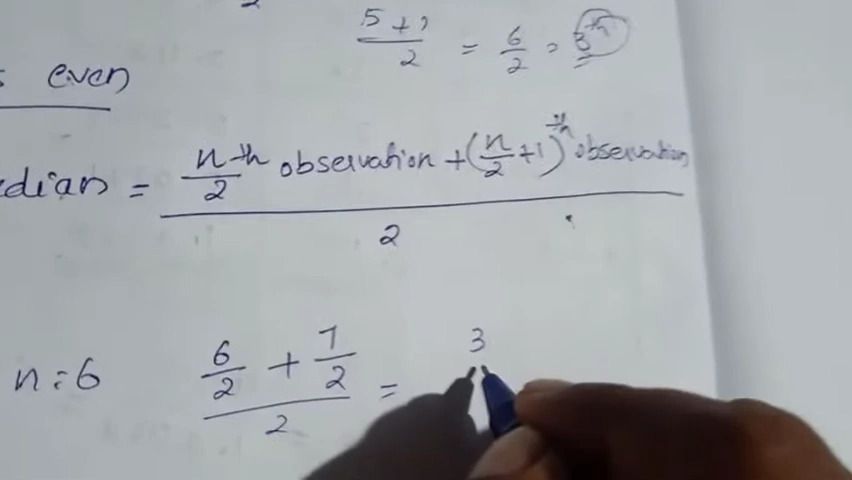 5+1/2 = 6/2 = 3th
even
dian = n/2 th observation + (n/2 +1)th observation
2
n=6 6/2 + 7/2 / 2 = 3